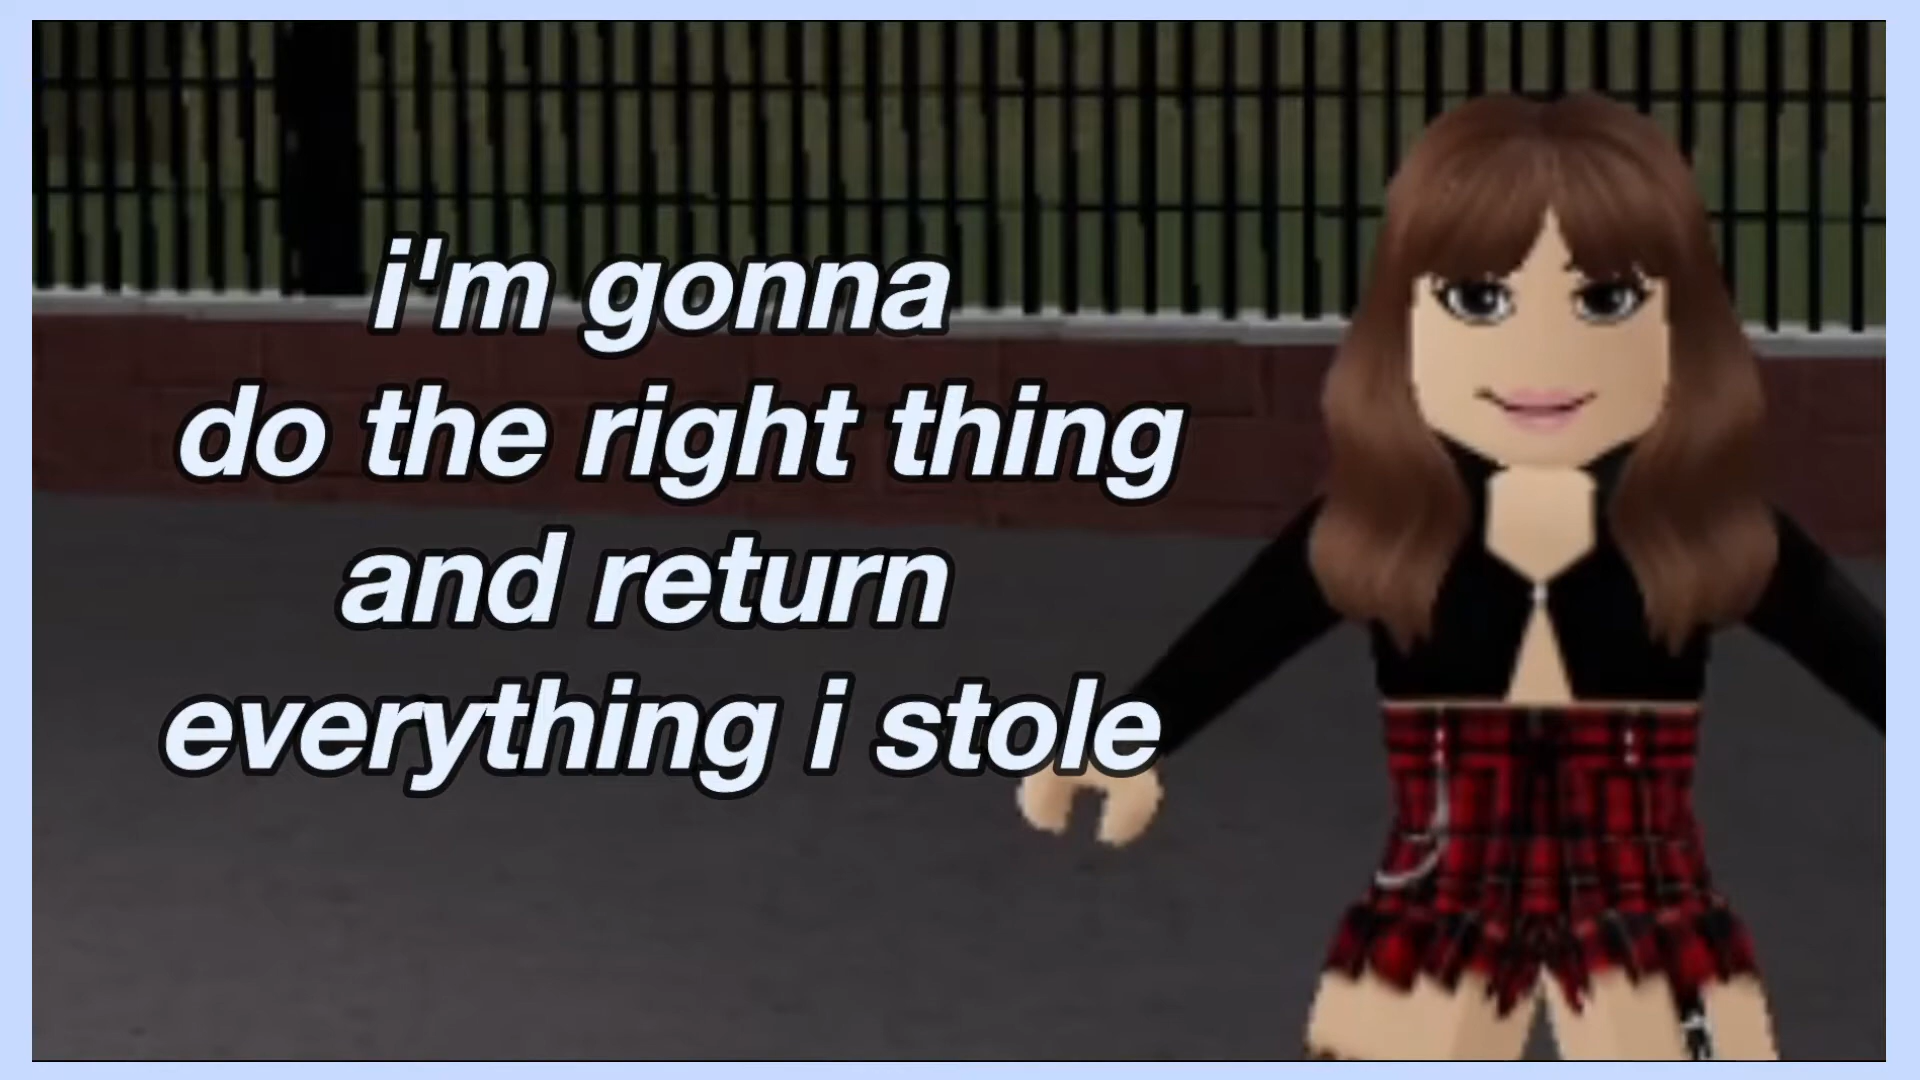 i'm gonna
do the right thing
and return
everything i stole